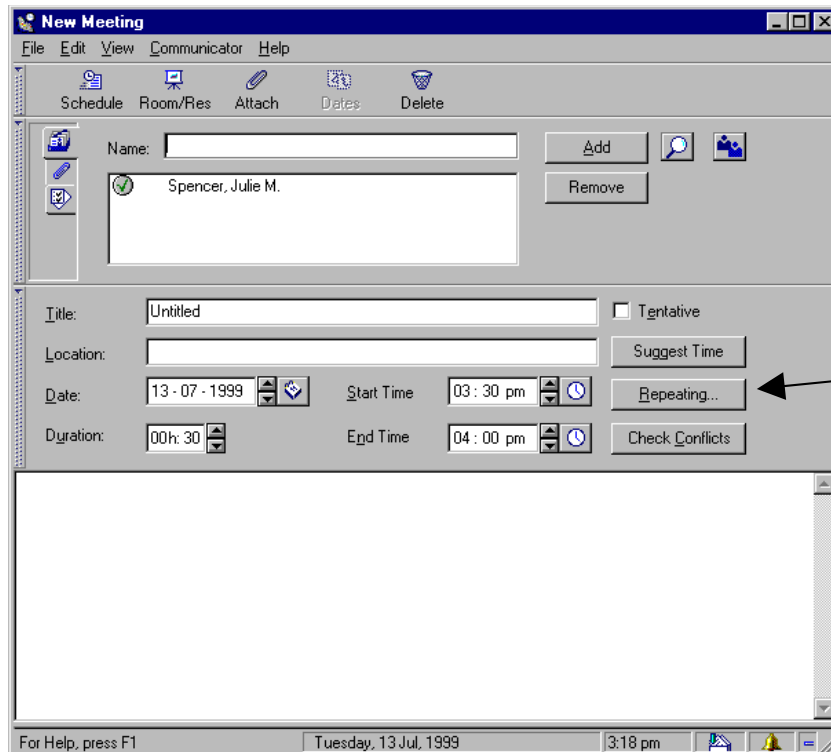 New Meeting
File Edit View Communicator Help
Schedule Room/Res Attach Dates Delete
Name: Add
Spencer, Julie M. Remove
Title: Untitled Tentative
Location: Suggest Time
Date: 13 - 07 - 1999 Start Time 03 : 30 pm Repeating...
Duration: 00h: 30 End Time 04 : 00 pm Check Conflicts
For Help, press F1 Tuesday, 13 Jul, 1999 3:18 pm